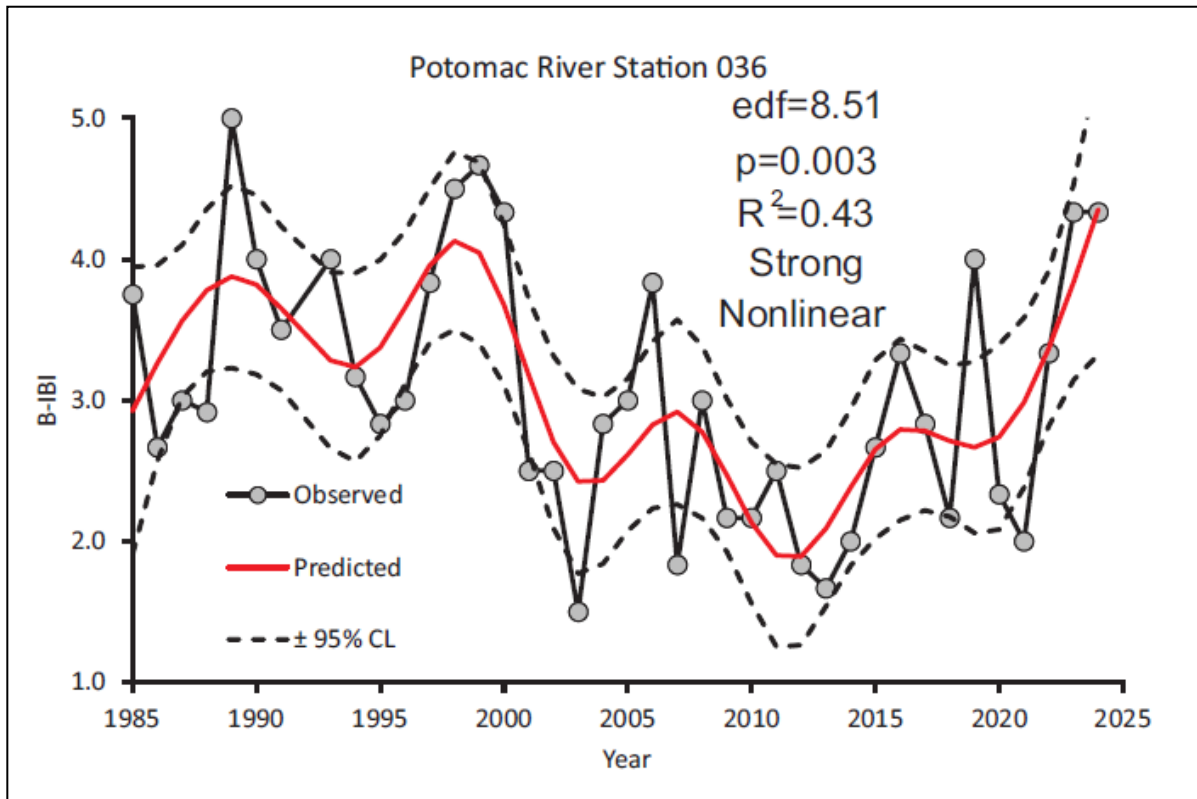 Potomac River Station 036
edf=8.51
p=0.003
R²=0.43
Strong
Nonlinear
5.0
4.0
3.0
2.0
1.0
B-IBI
Observed
Predicted
± 95% CL
1985 1990 1995 2000 2005 2010 2015 2020 2025
Year